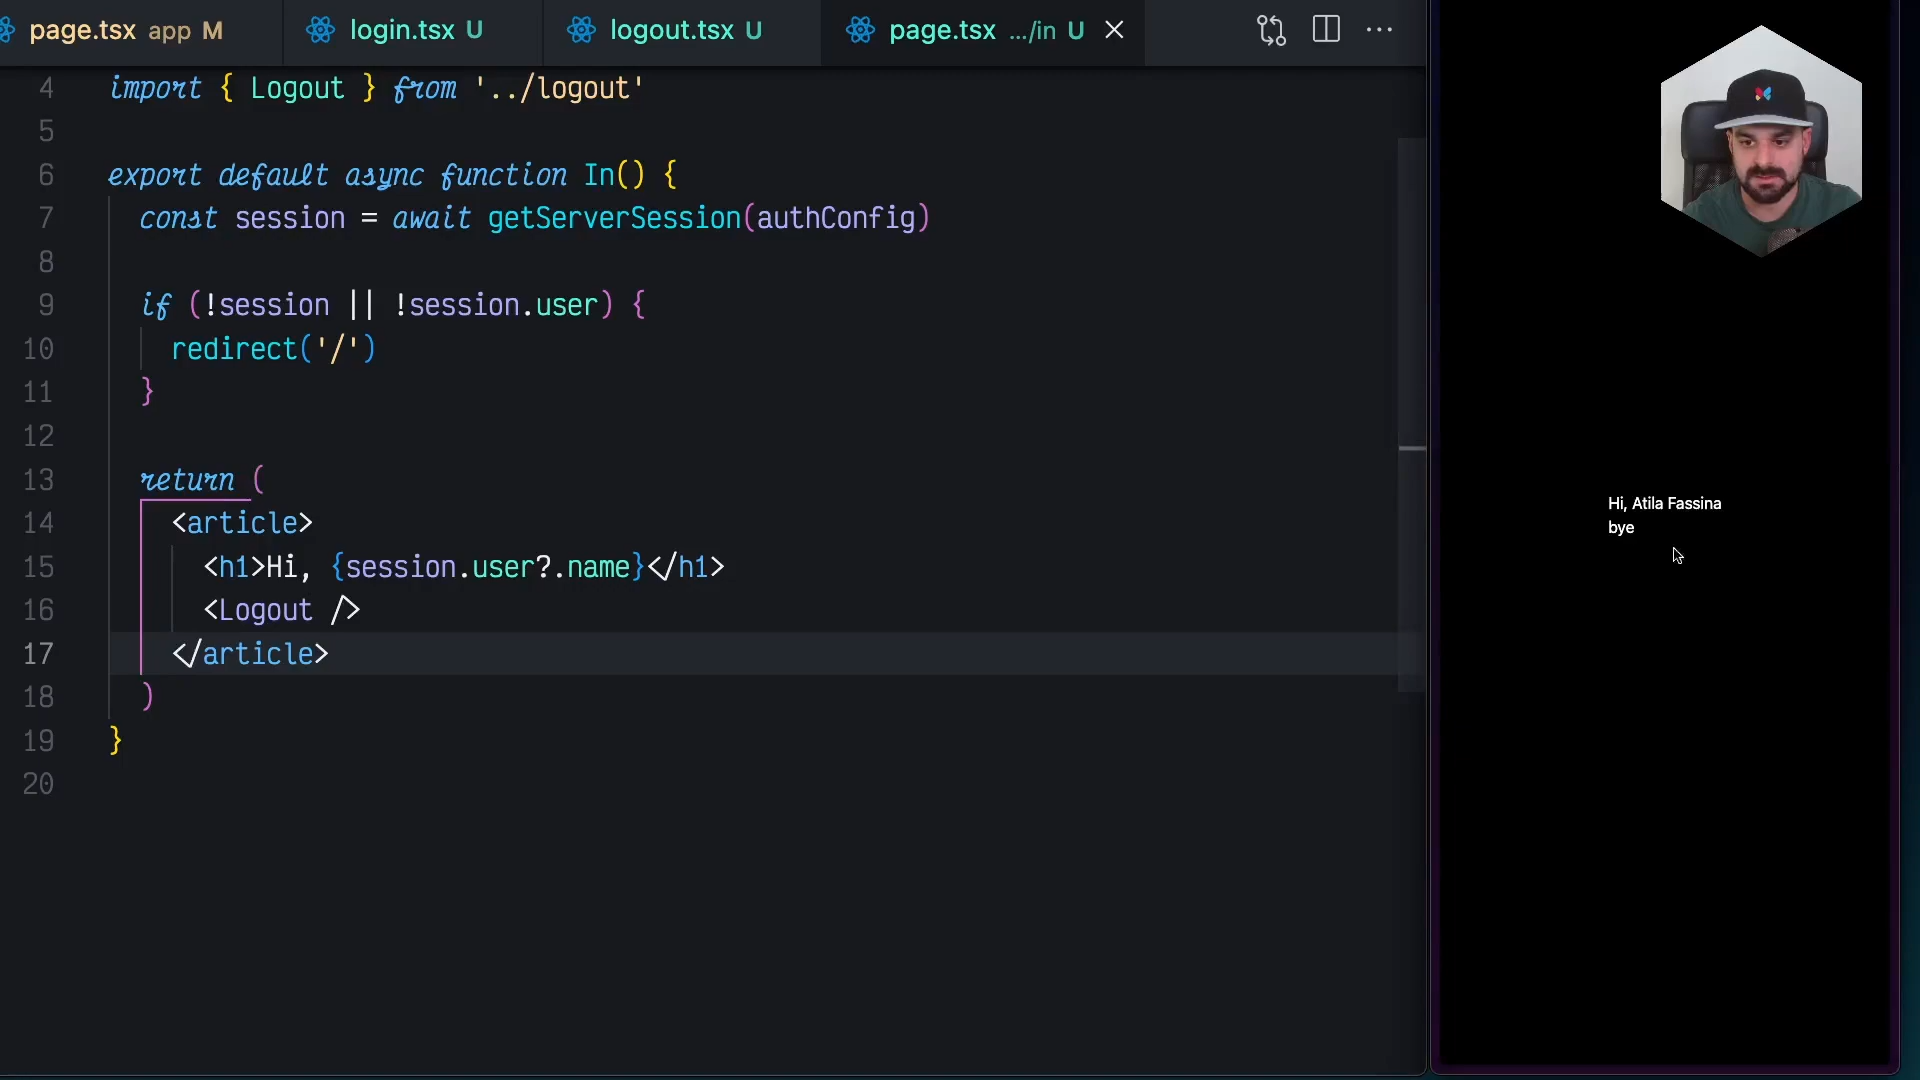 page.tsx app M
login.tsx U
logout.tsx U
page.tsx .../in U
4 import { Logout } from '../logout'
5
6 export default async function In() {
7 const session = await getServerSession(authConfig)
8
9 if (!session || !session.user) {
10 redirect('/')
11 }
12
13 return (
14 <article>
15 <h1>Hi, {session.user?.name}</h1>
16 <Logout />
17 </article>
18 )
19 }
20
Hi, Atila Fassina
bye